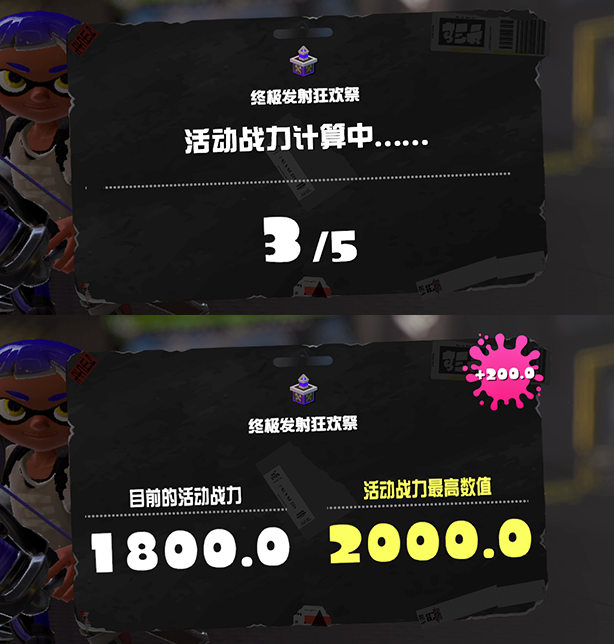 终极发射狂欢祭
活动战力计算中……
3/5
+200.0
终极发射狂欢祭
目前的活动战力
活动战力最高数值
1800.0
2000.0